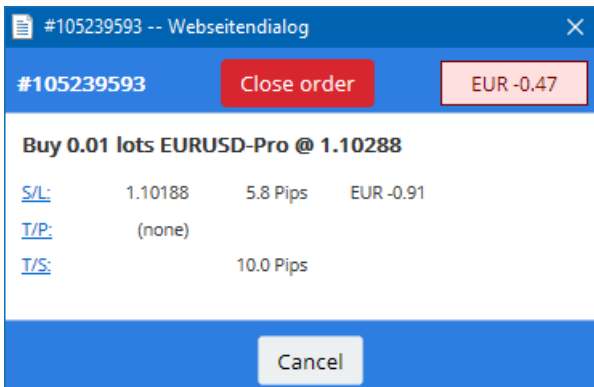 #105239593 -- Webseitendialog
#105239593 Close order EUR -0.47
Buy 0.01 lots EURUSD-Pro @ 1.10288
S/L: 1.10188 5.8 Pips EUR -0.91
T/P: (none)
T/S: 10.0 Pips
Cancel